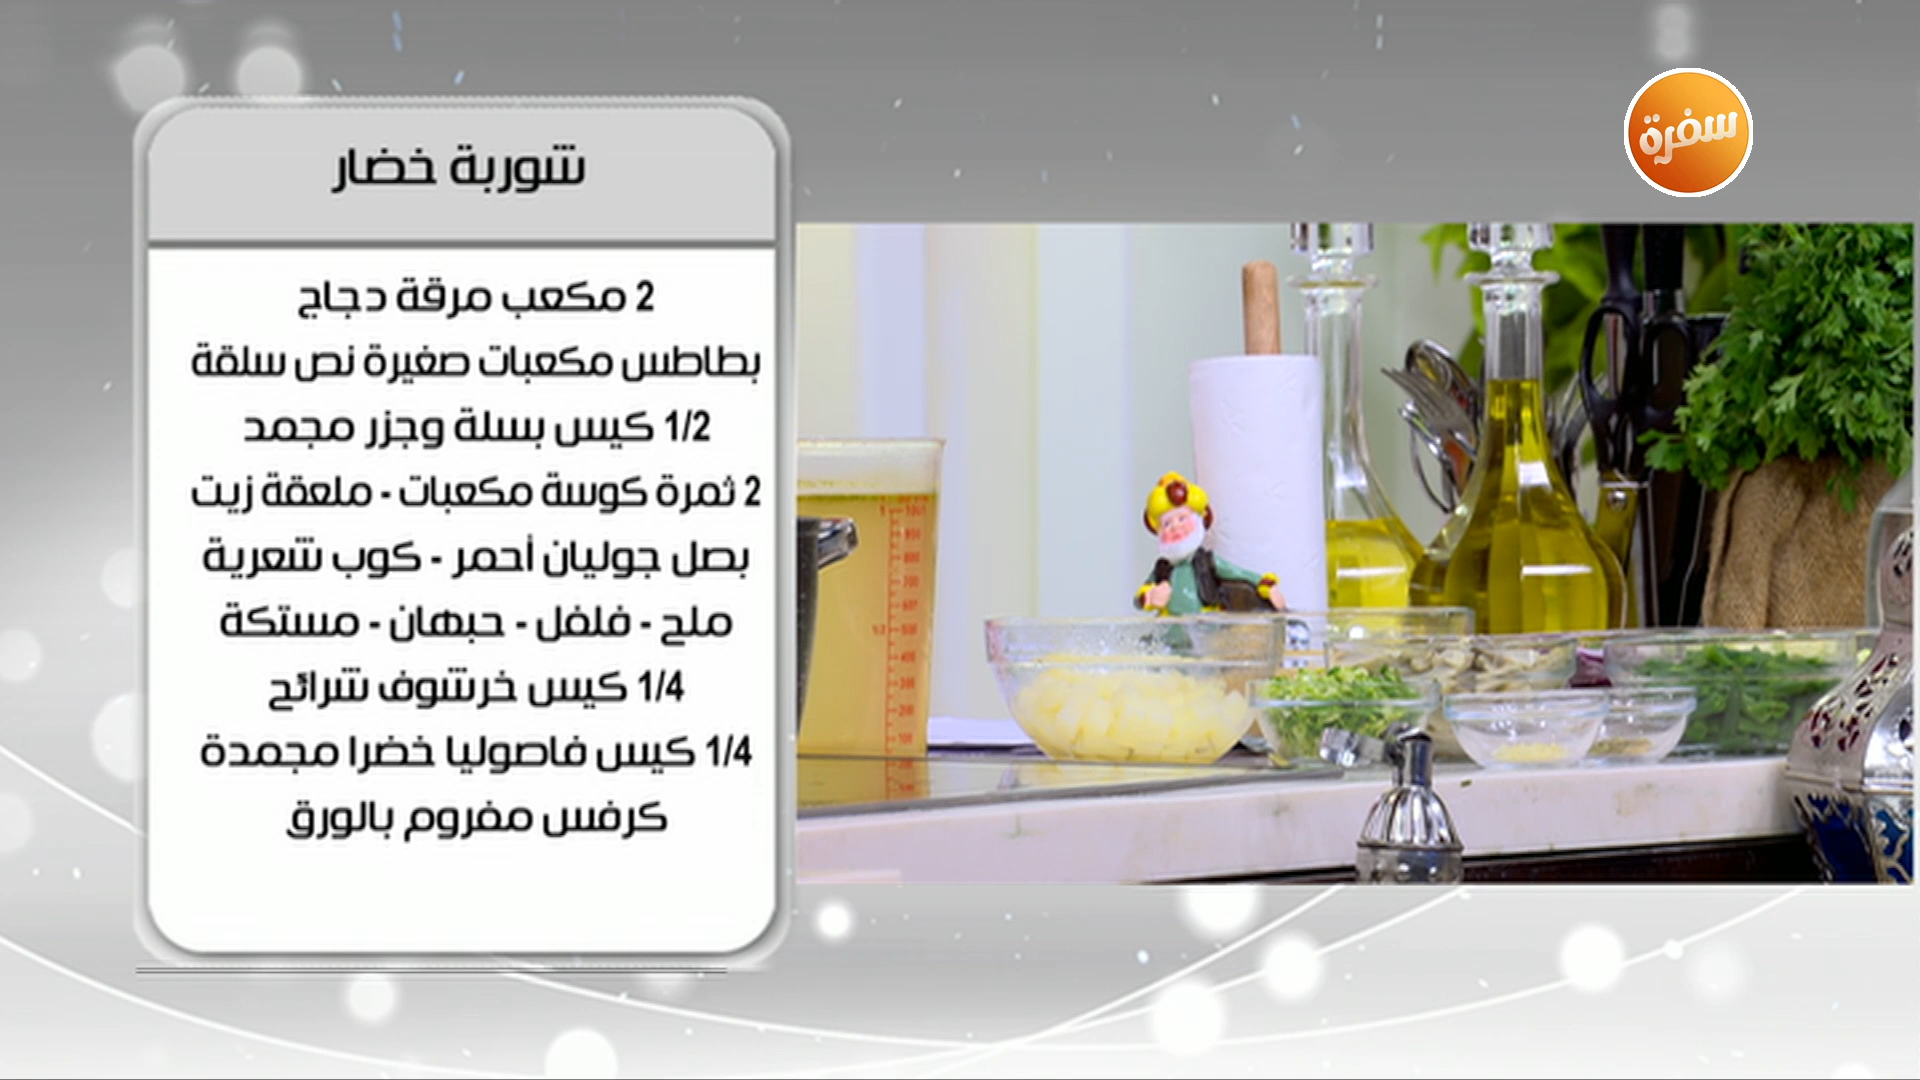 سفرة
شوربة خضار
2 مكعب مرقة دجاج
بطاطس مكعبات صغيرة نص سلقة
1/2 كيس بسلة وجزر مجمد
2 ثمرة كوسة مكعبات - ملعقة زيت
بصل جوليان أحمر - كوب شعرية
ملح - فلفل - حبهان - مستكة
1/4 كيس خرشوف شرائح
1/4 كيس فاصوليا خضرا مجمدة
كرفس مفروم بالورق